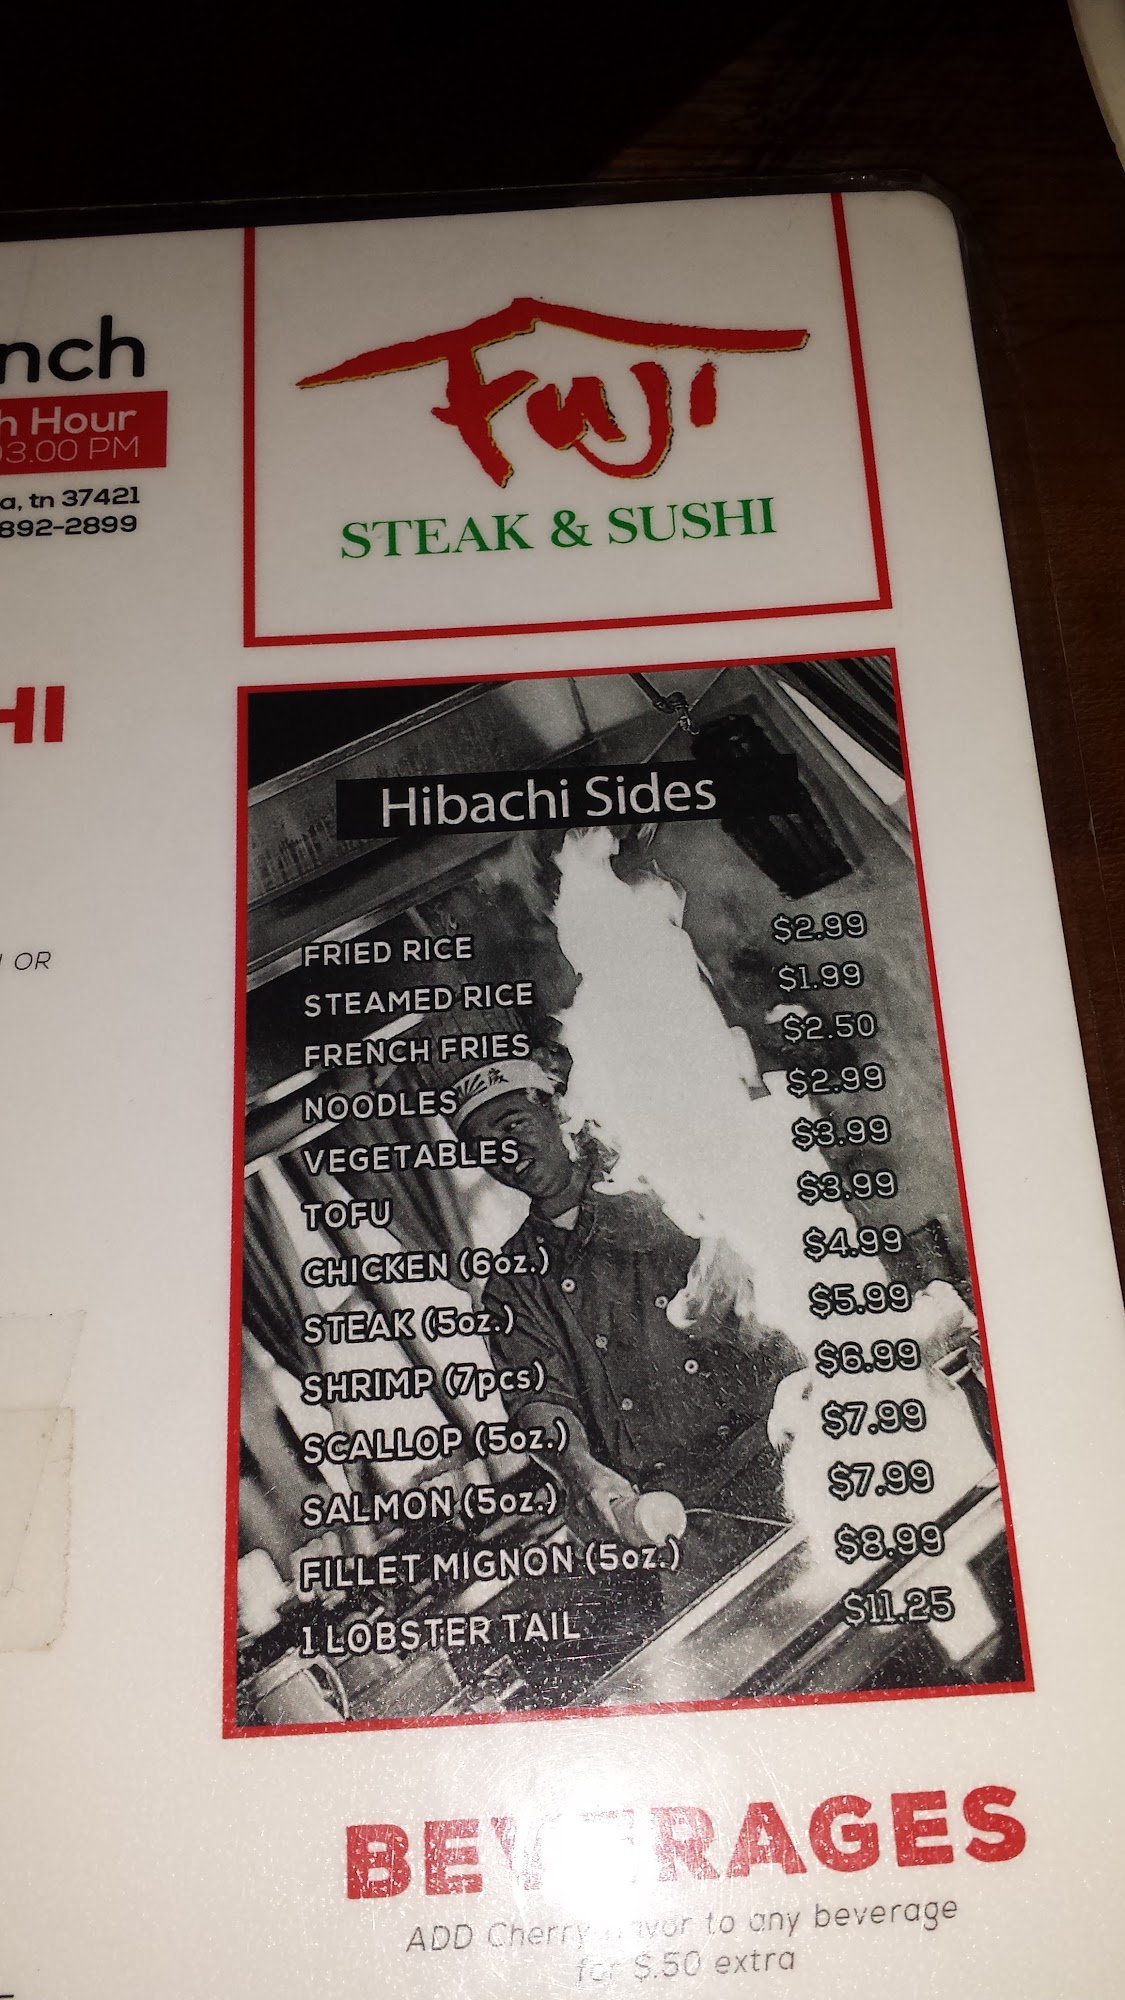 nch
h Hour
03.00 PM
a, tn 37421
892-2899
HI
OR
Fuji
STEAK & SUSHI
Hibachi Sides
FRIED RICE $2.99
STEAMED RICE $1.99
FRENCH FRIES $2.50
NOODLES $2.99
VEGETABLES $3.99
TOFU $3.99
CHICKEN (6oz.) $4.99
STEAK (5oz.) $5.99
SHRIMP (7pcs) $6.99
SCALLOP (5oz.) $7.99
SALMON (5oz.) $7.99
FILLET MIGNON (5oz.) $8.99
1 LOBSTER TAIL $11.25
BEVERAGES
ADD Cherry flavor to any beverage
for $.50 extra